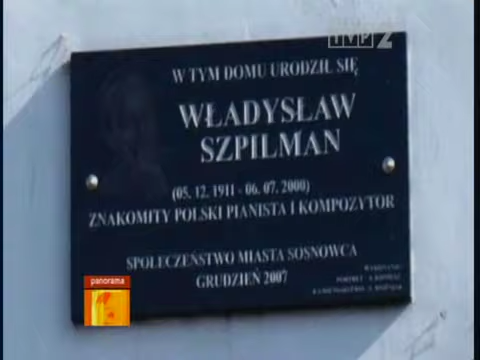 TVP2
W TYM DOMU URODZIŁ SIĘ
WŁADYSŁAW
SZPILMAN
(05. 12. 1911 - 06. 07. 2000)
ZNAKOMITY POLSKI PIANISTA I KOMPOZYTOR
SPOŁECZEŃSTWO MIASTA SOSNOWCA
GRUDZIEŃ 2007
panorama